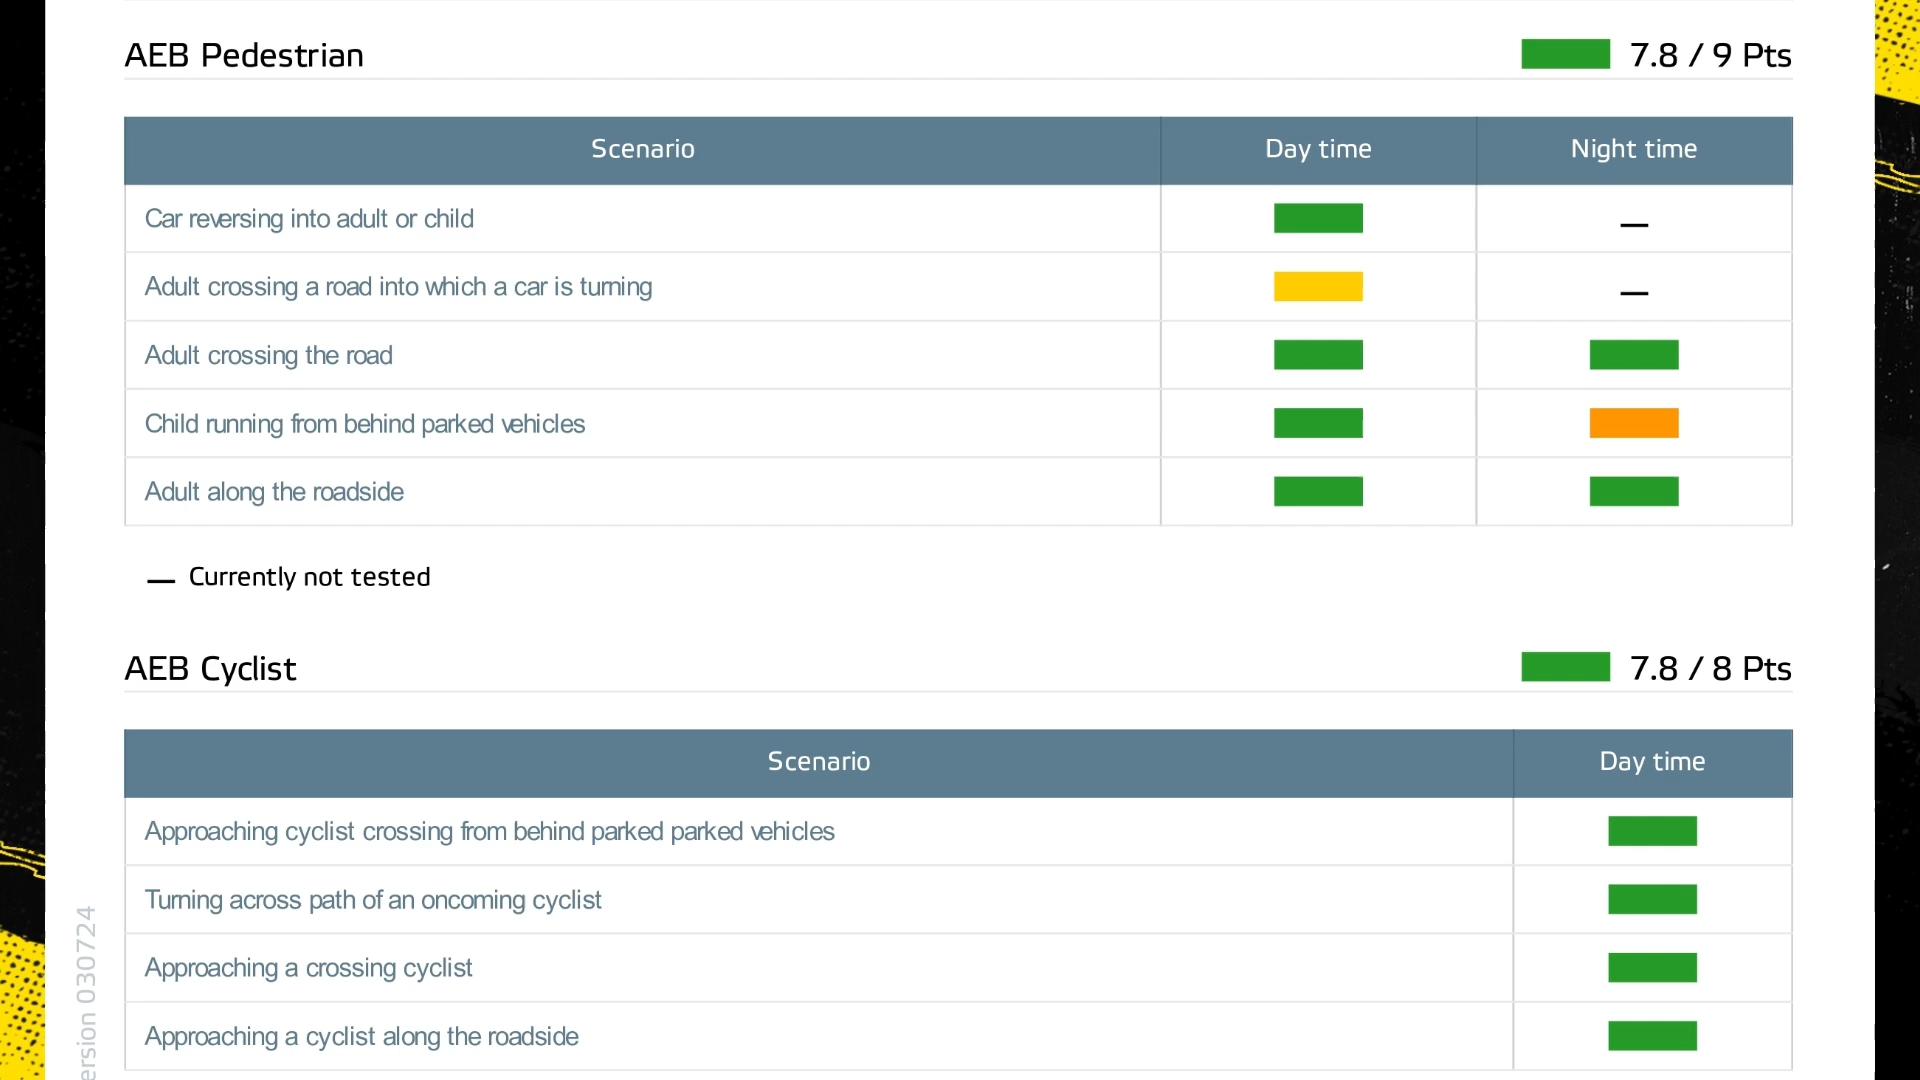 AEB Pedestrian 7.8 / 9 Pts
Scenario Day time Night time
Car reversing into adult or child —
Adult crossing a road into which a car is turning —
Adult crossing the road
Child running from behind parked vehicles
Adult along the roadside
— Currently not tested
AEB Cyclist 7.8 / 8 Pts
Scenario Day time
Approaching cyclist crossing from behind parked parked vehicles
Turning across path of an oncoming cyclist
Approaching a crossing cyclist
Approaching a cyclist along the roadside
ersion 030724